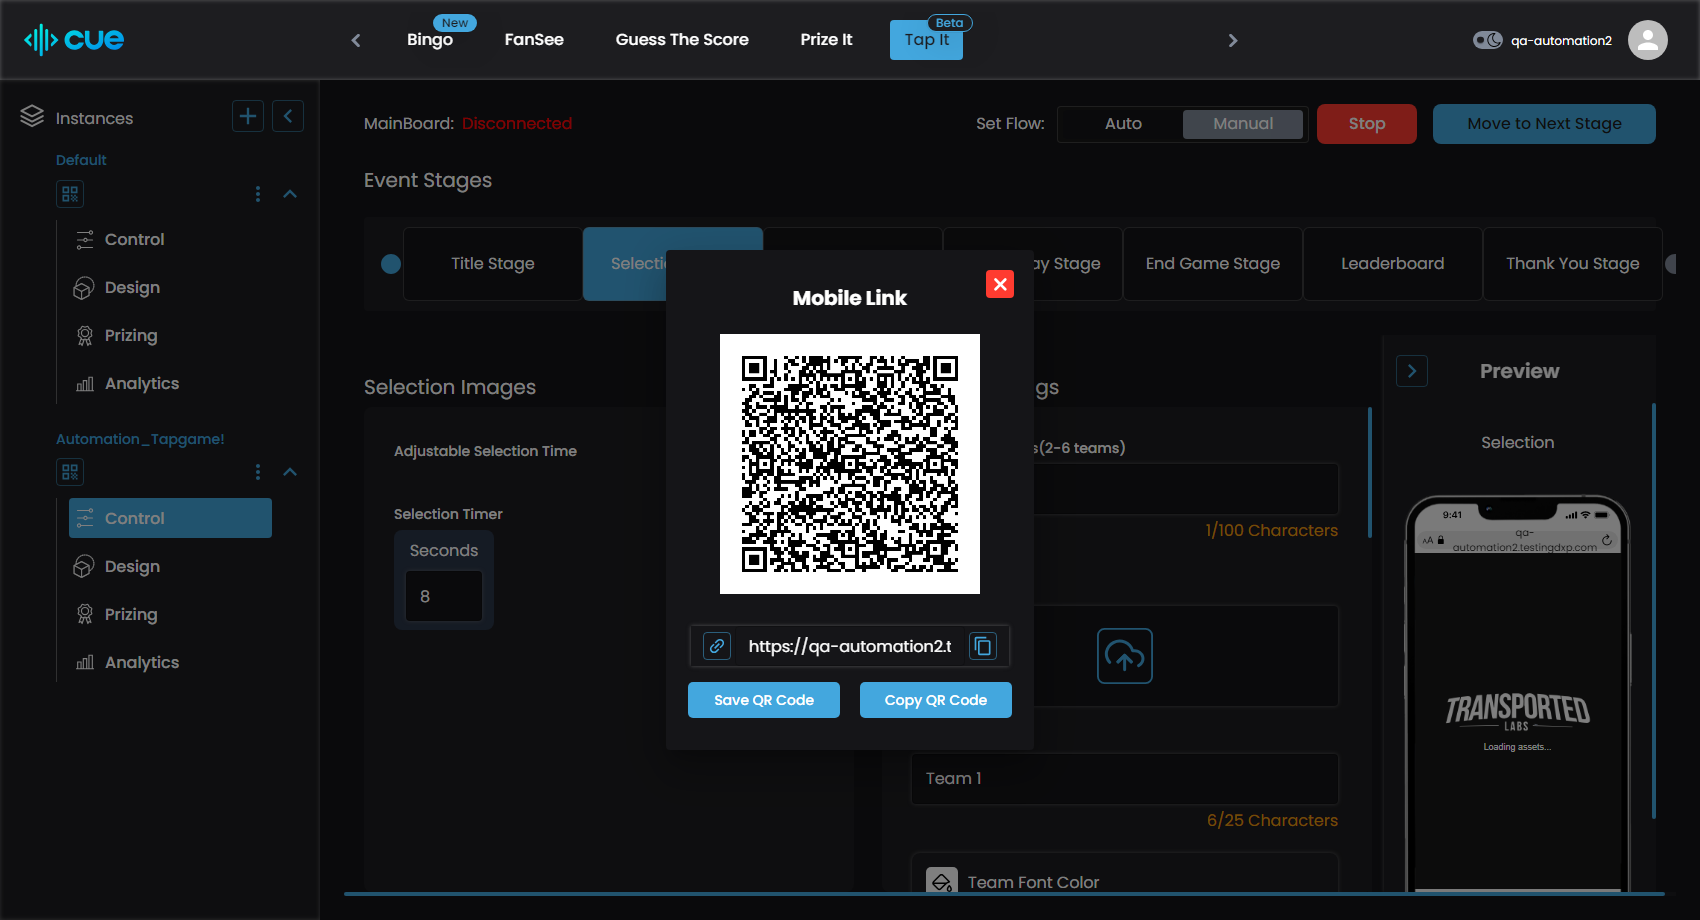 cue
New
Bingo
FanSee
Guess The Score
Prize It
Beta
Tap It
qa-automation2
Instances
Default
Control
Design
Prizing
Analytics
Automation_Tapgame!
Control
Design
Prizing
Analytics
MainBoard: Disconnected
Set Flow:
Auto
Manual
Stop
Move to Next Stage
Event Stages
Title Stage
Selecti
ay Stage
End Game Stage
Leaderboard
Thank You Stage
Mobile Link
https://qa-automation2.t
Save QR Code
Copy QR Code
Selection Images
Adjustable Selection Time
Selection Timer
Seconds
8
gs
s(2-6 teams)
1/100 Characters
Team 1
6/25 Characters
Team Font Color
Preview
Selection
9:41
AA
qa-
automation2.testingdxp.com
TRANSPORTED
LABS
Loading assets...